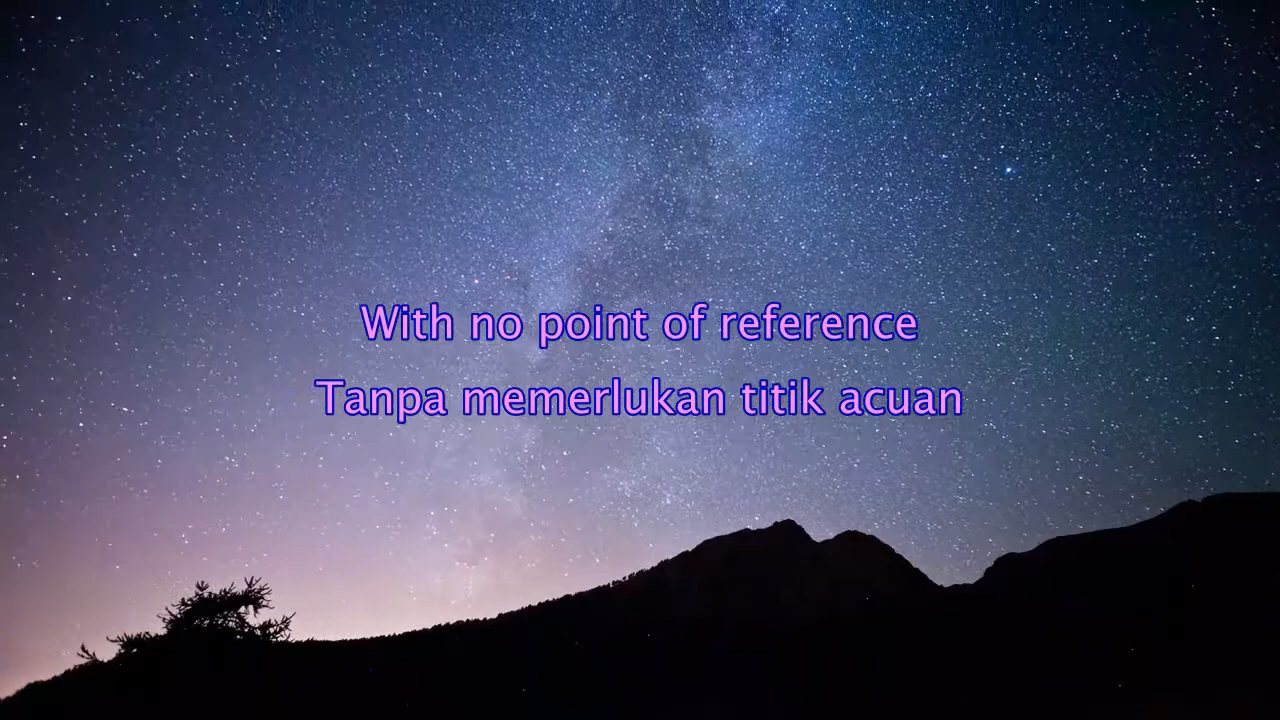 With no point of reference
Tanpa memerlukan titik acuan